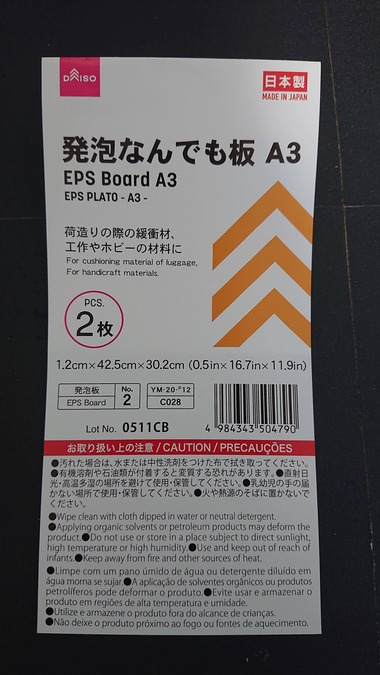 DAISO
日本製
MADE IN JAPAN
発泡なんでも板 A3
EPS Board A3
EPS PLATO - A3 -
荷造りの際の緩衝材、
工作やホビーの材料に
For cushioning material of luggage,
For handicraft materials.
PCS.
2枚
1.2cm×42.5cm×30.2cm (0.5in×16.7in×11.9in)
発泡板
EPS Board
No.
2
YM-20-P12
C028
Lot No. 0511CB
4 984343 504790
お取り扱い上の注意 / CAUTION / PRECAUÇÕES
●汚れた場合は、水または中性洗剤をつけた布で拭き取ってください。
●有機溶剤や石油類が付着すると変質する恐れがあります。●直射日
光・高温多湿の場所を避けて使用・保管してください。●乳幼児の手の届
かない場所で使用・保管してください。●火や熱源のそばに置かないで
ください。
●Wipe clean with cloth dipped in water or neutral detergent.
●Applying organic solvents or petroleum products may deform the
product.●Do not use or store in a place subject to direct sunlight,
high temperature or high humidity.●Use and keep out of reach of
infants.●Keep away from fire and other sources of heat.
●Limpe com um pano úmido de água ou detergente diluído em
água morna se sujar.●A aplicação de solventes orgânicos ou produtos
petrolíferos pode deformar o produto.●Evite usar e armazenar o
produto em regiões de alta temperatura e umidade.
●Utilize e armazene o produto fora do alcance de crianças.
●Não deixe o produto próximo ao fogo ou fontes de aquecimento.